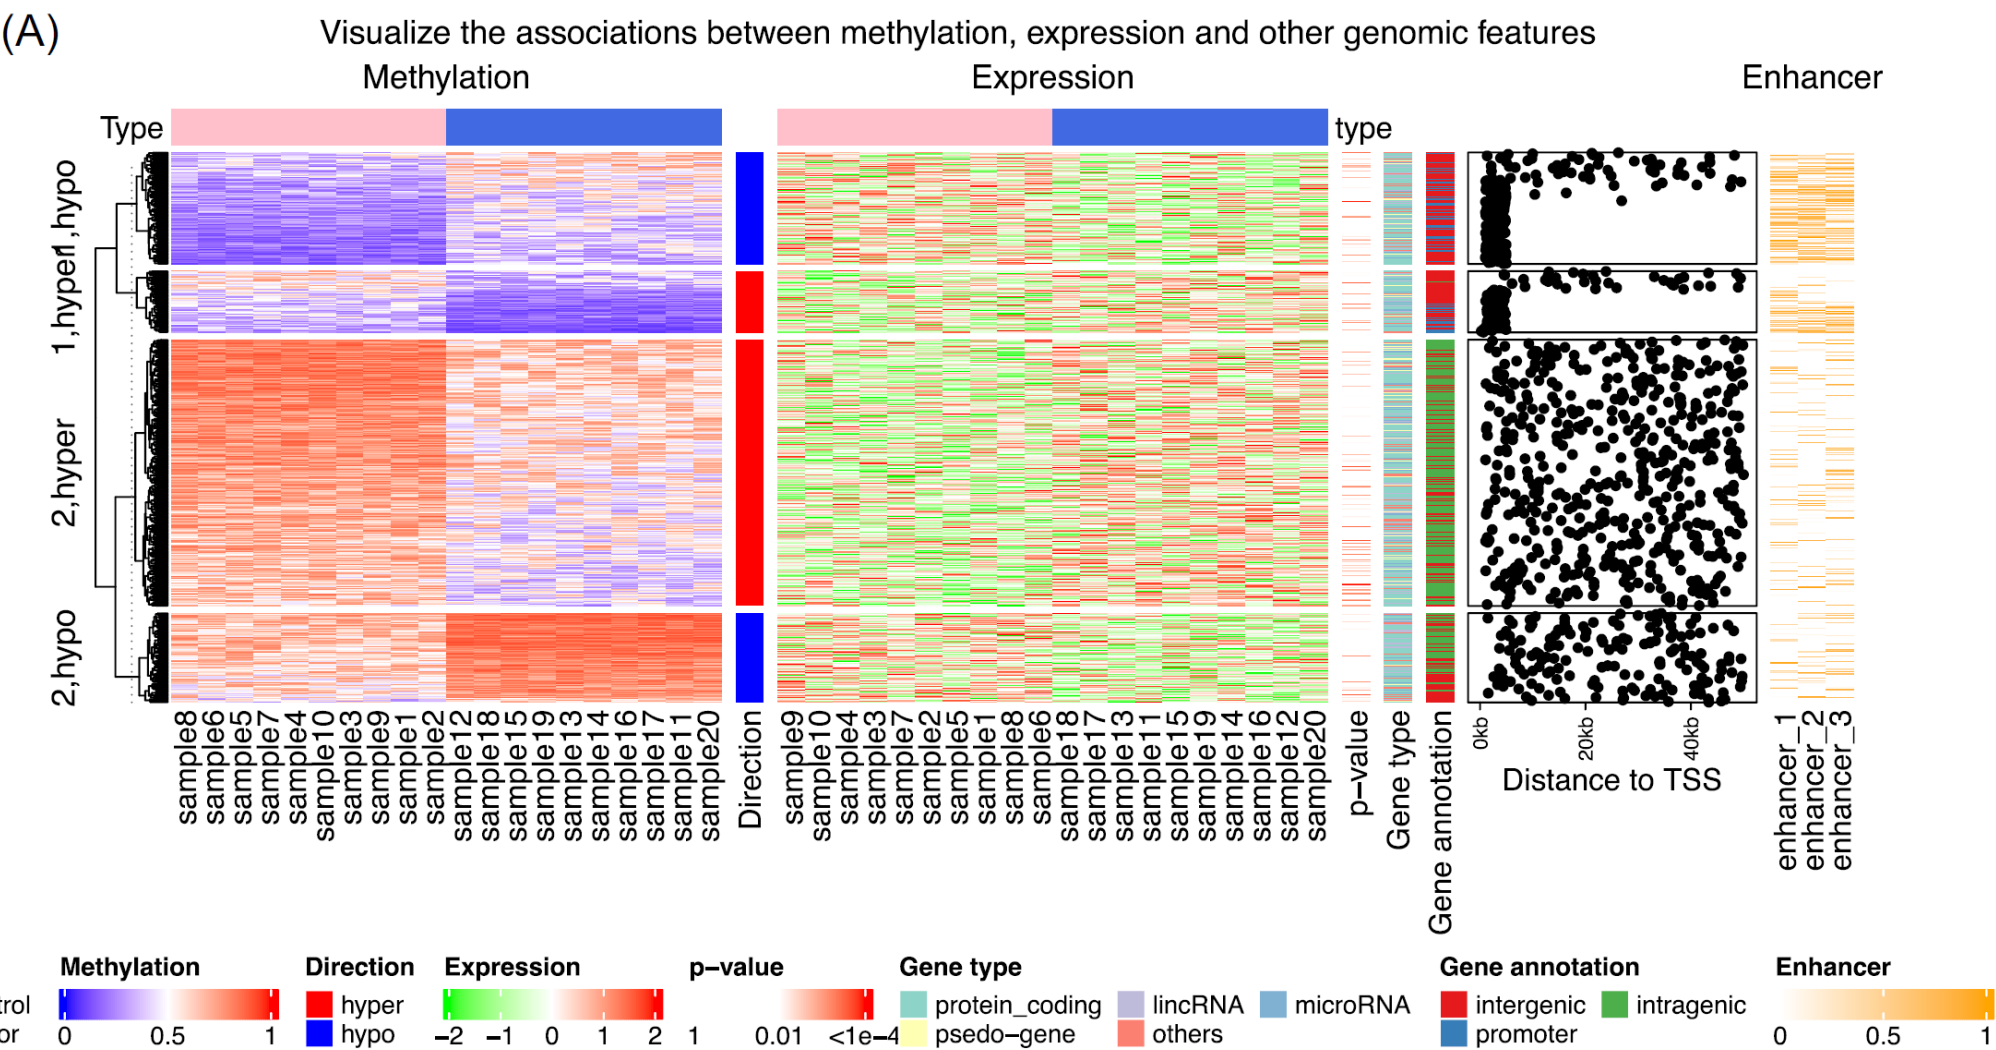 (A)
Visualize the associations between methylation, expression and other genomic features
Methylation
Expression
Enhancer
Type
type
1,hypo
1,hyper
2,hyper
2,hypo
sample8
sample6
sample5
sample7
sample4
sample10
sample3
sample9
sample1
sample2
sample12
sample18
sample15
sample19
sample13
sample14
sample16
sample17
sample11
sample20
Direction
sample9
sample10
sample4
sample3
sample7
sample2
sample5
sample1
sample8
sample6
sample18
sample17
sample13
sample11
sample15
sample19
sample14
sample16
sample12
sample20
p−value
Gene type
Gene annotation
0kb
20kb
40kb
Distance to TSS
enhancer_1
enhancer_2
enhancer_3
trol
or
Methylation
0 0.5 1
Direction
hyper
hypo
Expression
−2 −1 0 1 2
p−value
1 0.01 <1e−4
Gene type
protein_coding lincRNA microRNA
psedo−gene others
Gene annotation
intergenic intragenic
promoter
Enhancer
0 0.5 1